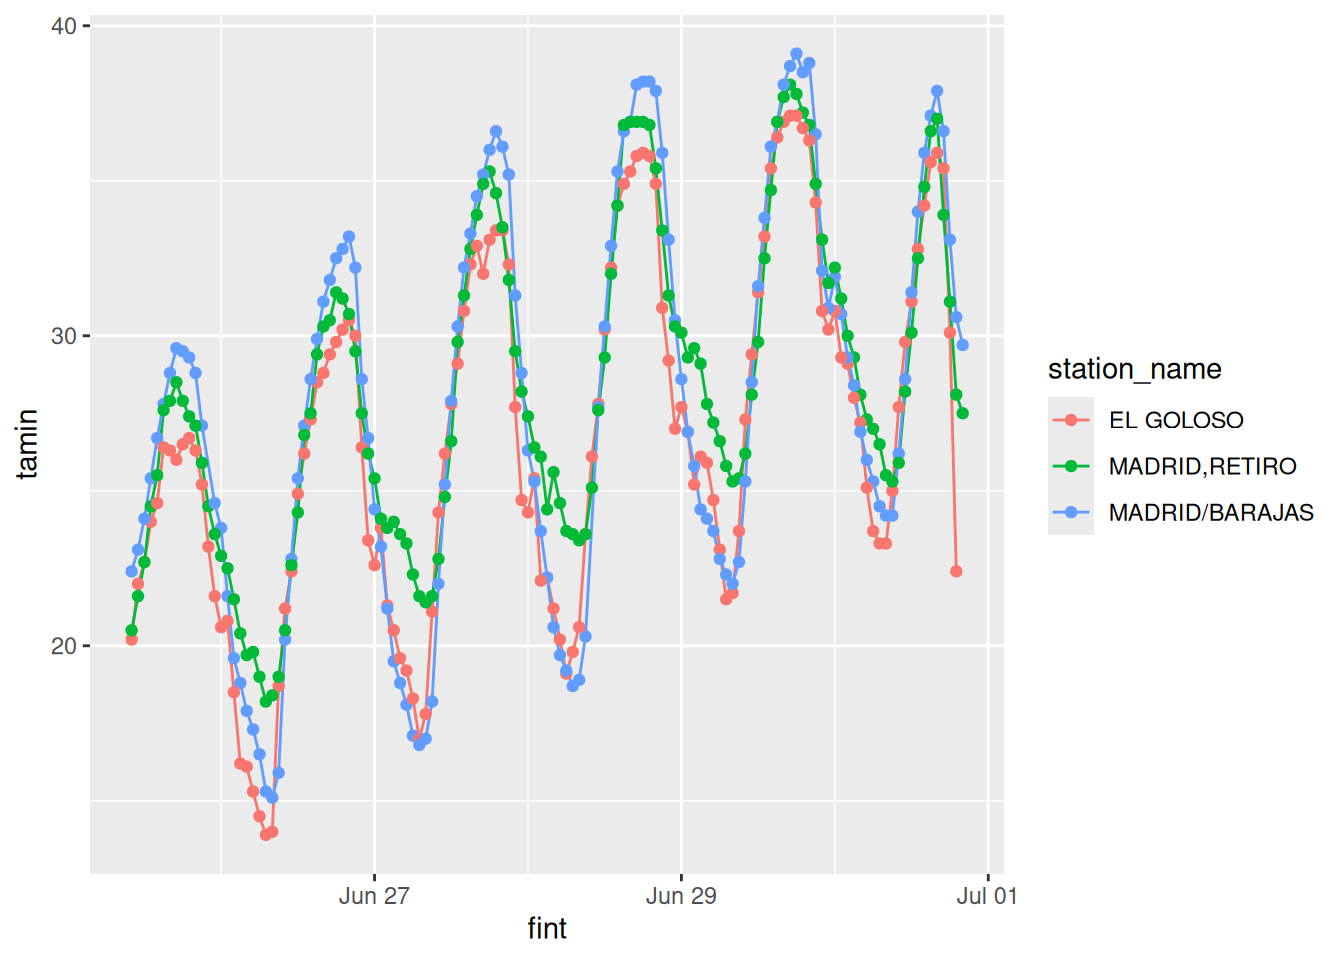 40
30
20
tamin
Jun 27
Jun 29
Jul 01
fint
station_name
EL GOLOSO
MADRID,RETIRO
MADRID/BARAJAS